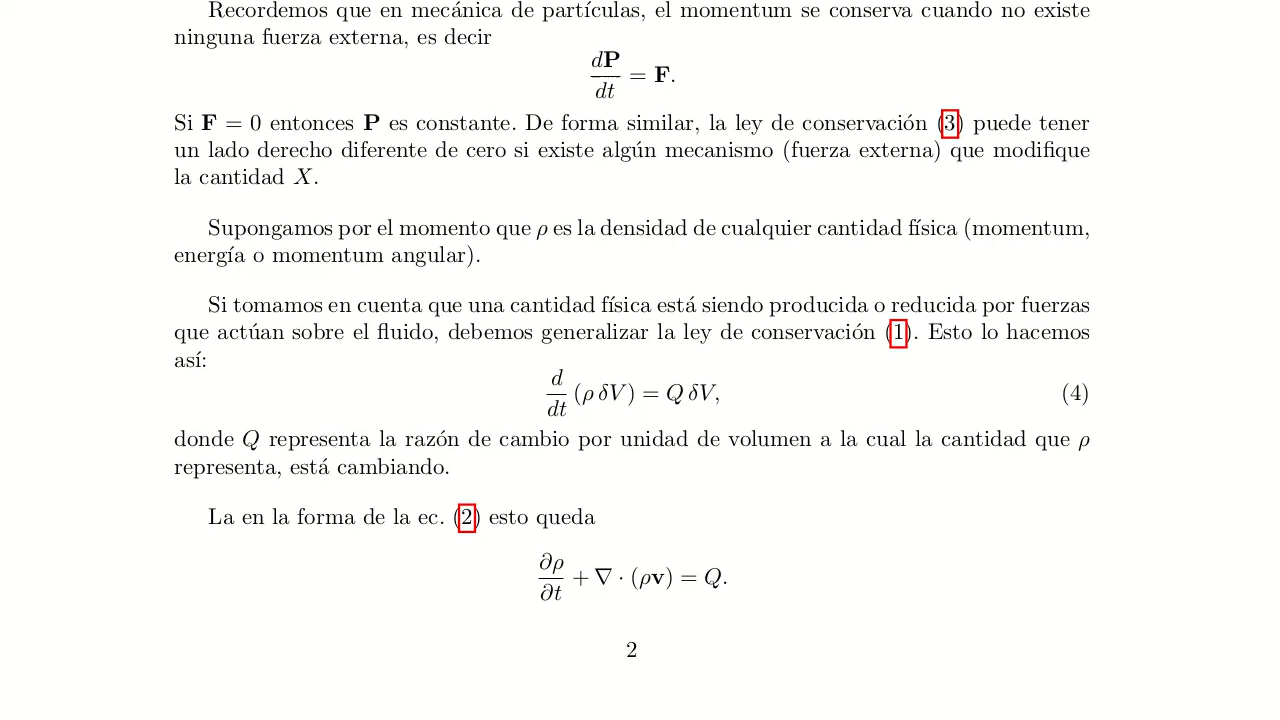 Recordemos que en mecánica de partículas, el momentum se conserva cuando no existe
ninguna fuerza externa, es decir
dP/dt = F.
Si F = 0 entonces P es constante. De forma similar, la ley de conservación (3) puede tener
un lado derecho diferente de cero si existe algún mecanismo (fuerza externa) que modifique
la cantidad X.
Supongamos por el momento que ρ es la densidad de cualquier cantidad física (momentum,
energía o momentum angular).
Si tomamos en cuenta que una cantidad física está siendo producida o reducida por fuerzas
que actúan sobre el fluido, debemos generalizar la ley de conservación (1). Esto lo hacemos
así:
d/dt (ρ δV) = Q δV, (4)
donde Q representa la razón de cambio por unidad de volumen a la cual la cantidad que ρ
representa, está cambiando.
La en la forma de la ec. (2) esto queda
∂ρ/∂t + ∇ · (ρv) = Q.
2